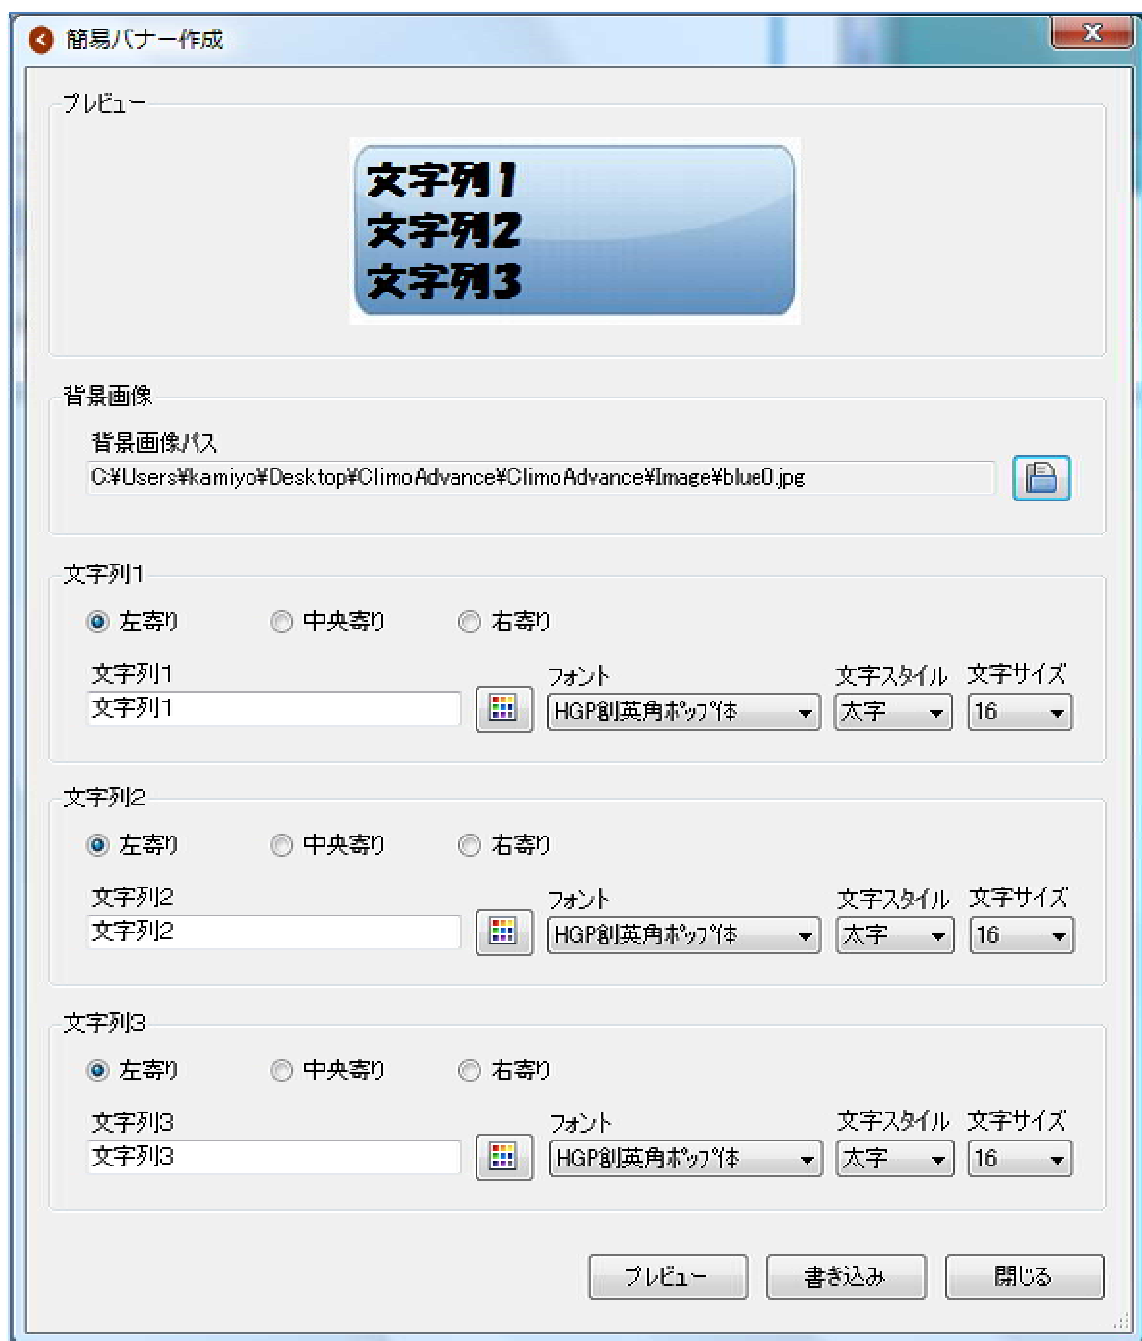 簡易バナー作成
プレビュー
文字列1
文字列2
文字列3
背景画像
背景画像パス
C:¥Users¥kamiyo¥Desktop¥ClimoAdvance¥ClimoAdvance¥Image¥blue0.jpg
文字列1
左寄り 中央寄り 右寄り
文字列1 フォント 文字スタイル 文字サイズ
文字列1 HGP創英角ポップ体 太字 16
文字列2
左寄り 中央寄り 右寄り
文字列2 フォント 文字スタイル 文字サイズ
文字列2 HGP創英角ポップ体 太字 16
文字列3
左寄り 中央寄り 右寄り
文字列3 フォント 文字スタイル 文字サイズ
文字列3 HGP創英角ポップ体 太字 16
プレビュー 書き込み 閉じる